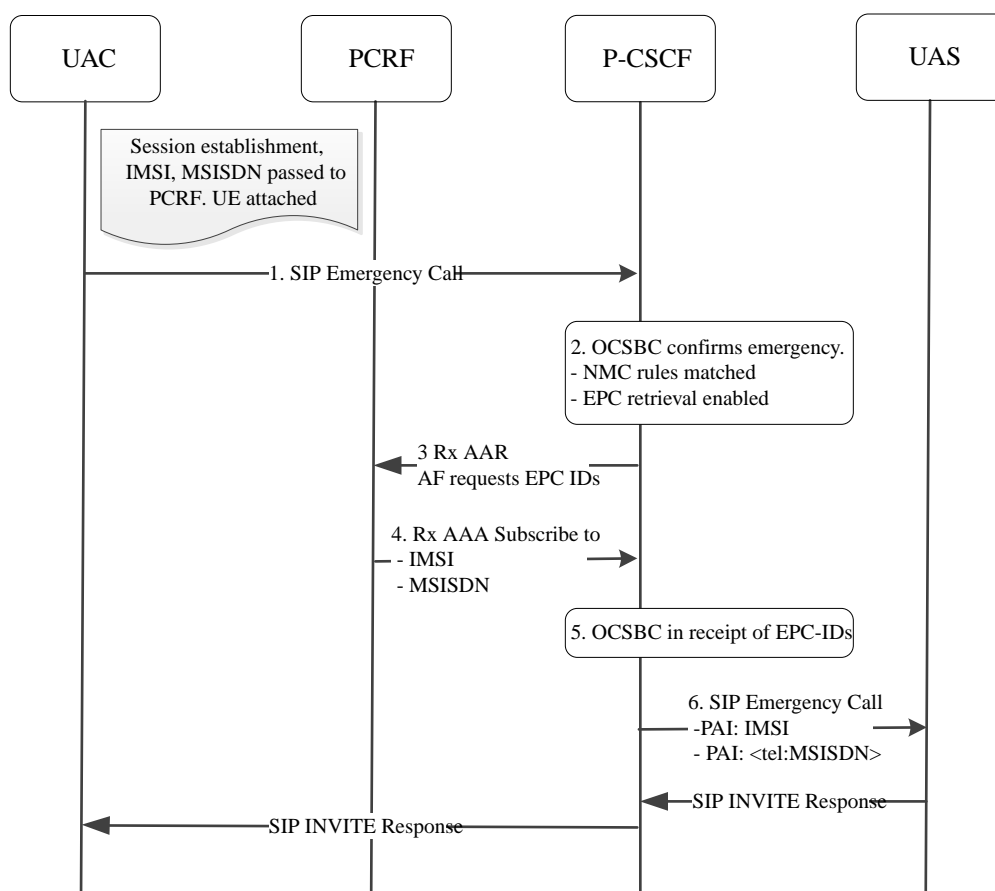 UAC
PCRF
P-CSCF
UAS
Session establishment,
IMSI, MSISDN passed to
PCRF. UE attached
1. SIP Emergency Call
2. OCSBC confirms emergency.
- NMC rules matched
- EPC retrieval enabled
3 Rx AAR
AF requests EPC IDs
4. Rx AAA Subscribe to
- IMSI
- MSISDN
5. OCSBC in receipt of EPC-IDs
6. SIP Emergency Call
-PAI: IMSI
- PAI: <tel:MSISDN>
SIP INVITE Response
SIP INVITE Response